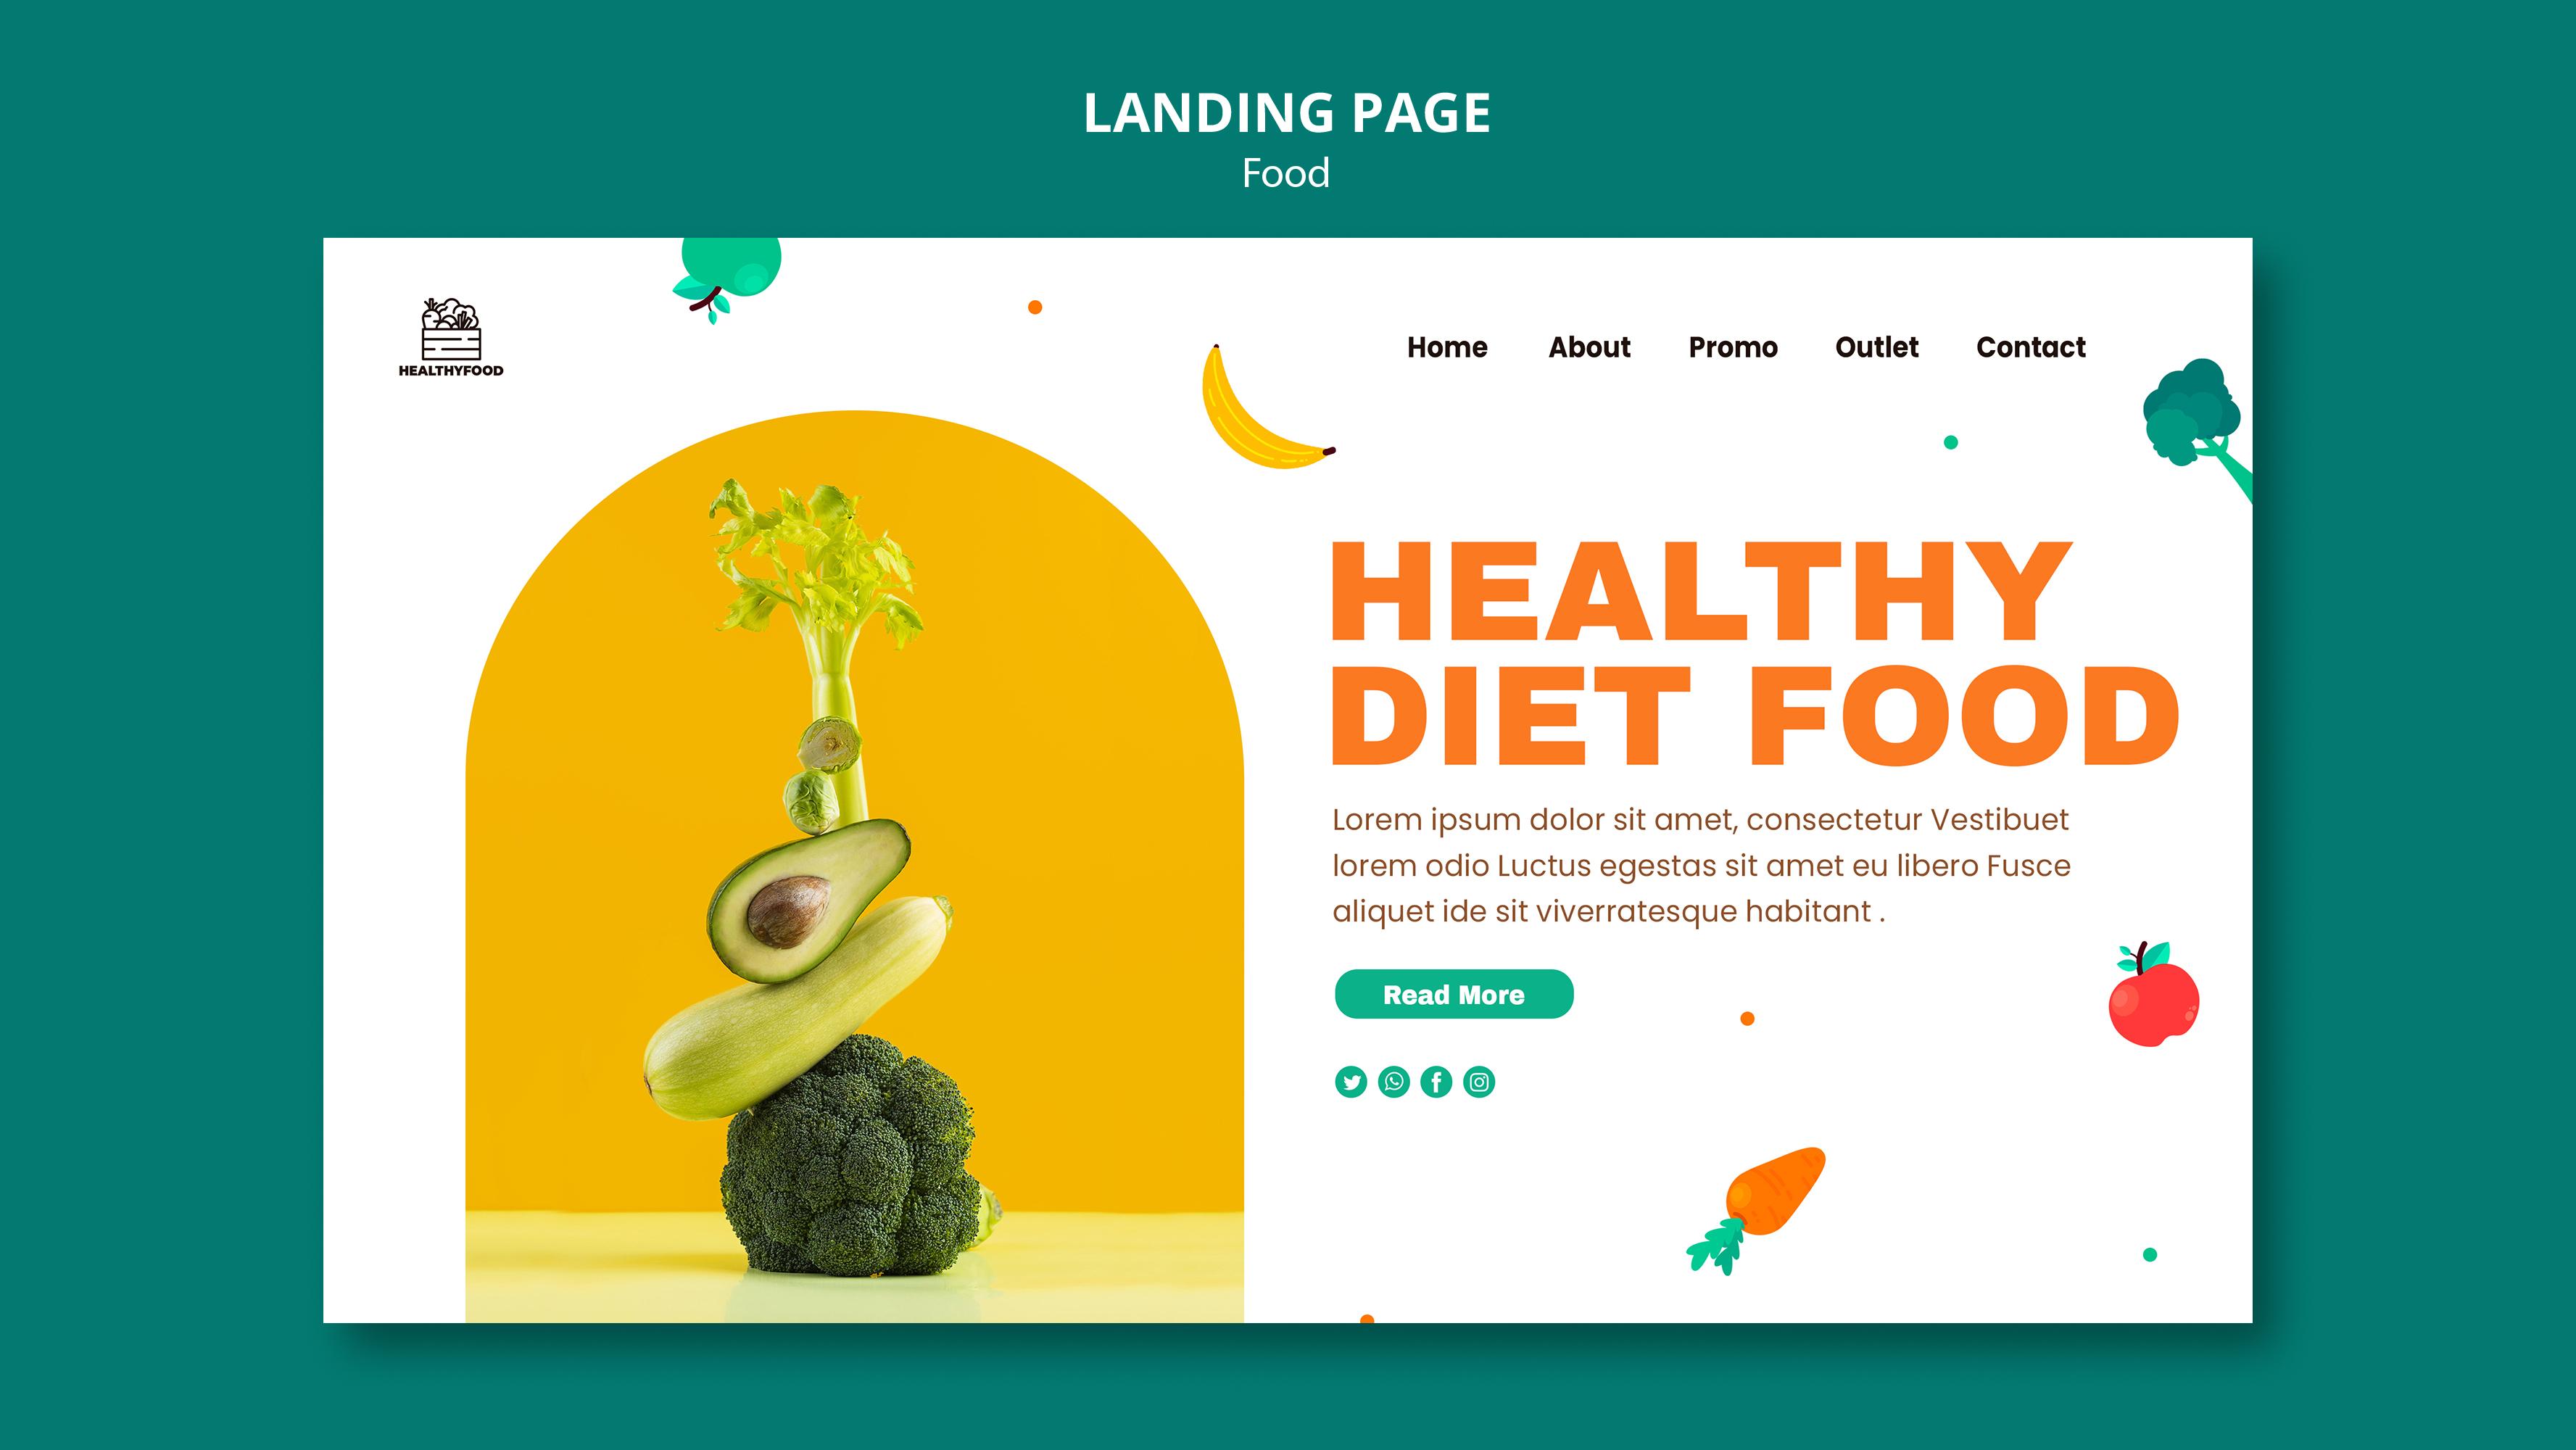 LANDING PAGE
Food
HEALTHYFOOD
Home About Promo Outlet Contact
HEALTHY
DIET FOOD
Lorem ipsum dolor sit amet, consectetur Vestibuet
lorem odio Luctus egestas sit amet eu libero Fusce
aliquet ide sit viverratesque habitant .
Read More